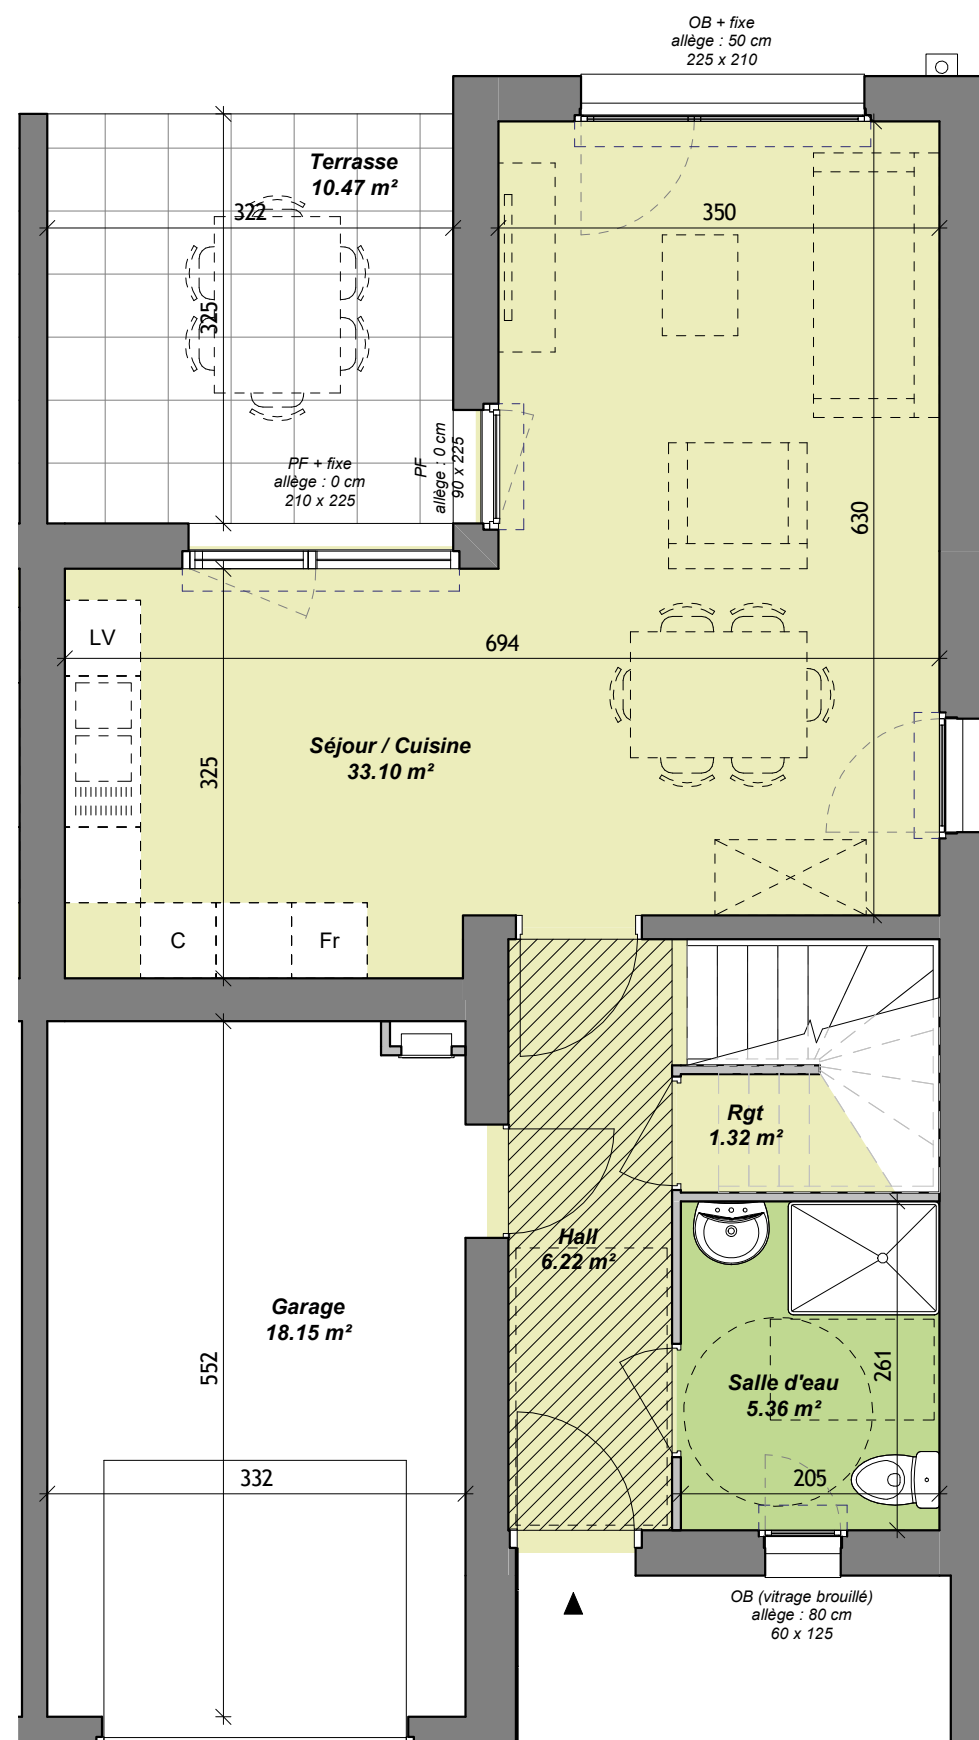 OB + fixe
allège : 50 cm
225 x 210
Terrasse
10.47 m²
322
350
325
PF + fixe
allège : 0 cm
210 x 225
PF
allège : 0 cm
90 x 225
630
LV
694
Séjour / Cuisine
33.10 m²
325
C
Fr
Rgt
1.32 m²
Hall
6.22 m²
Garage
18.15 m²
552
261
Salle d'eau
5.36 m²
332
205
OB (vitrage brouillé)
allège : 80 cm
60 x 125